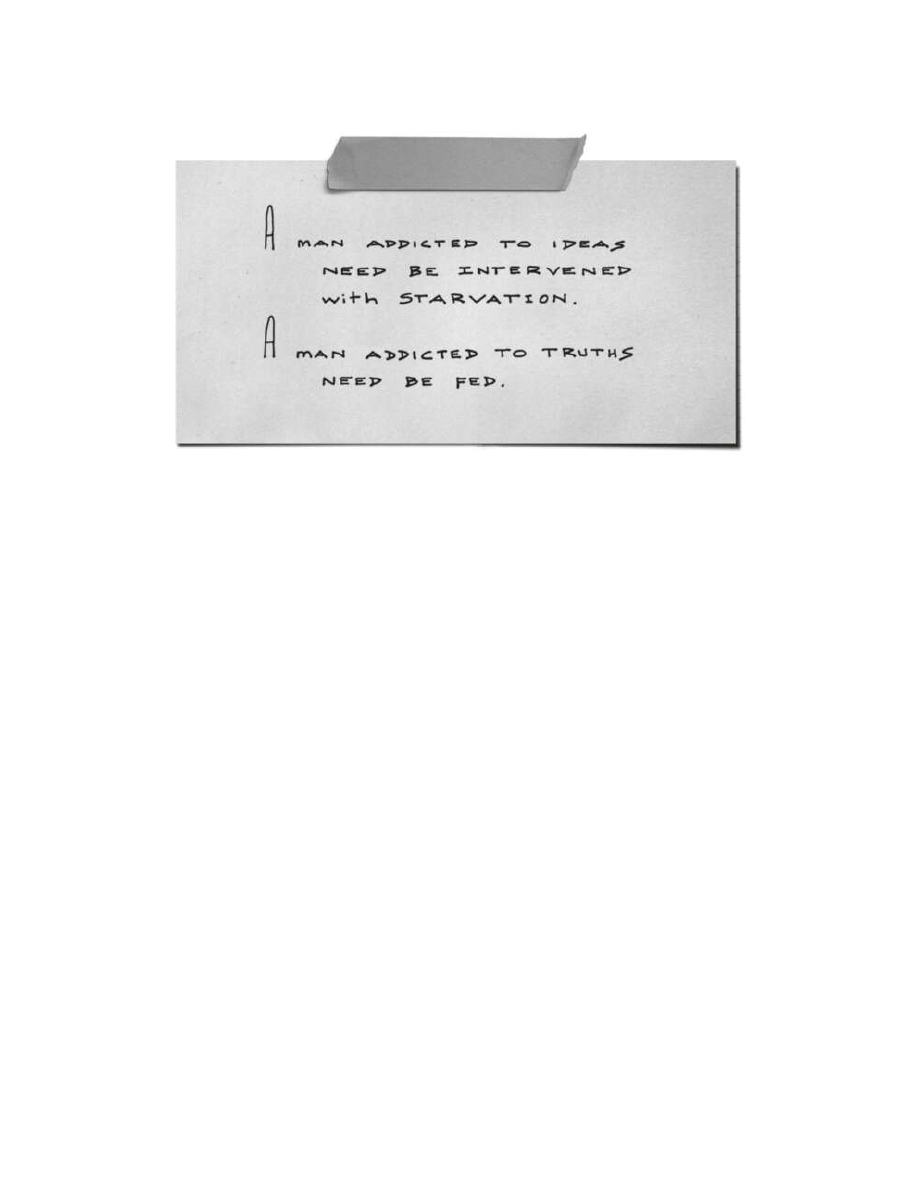 A MAN ADDICTED TO IDEAS
NEED BE INTERVENED
with STARVATION.
A MAN ADDICTED TO TRUTHS
NEED BE FED.